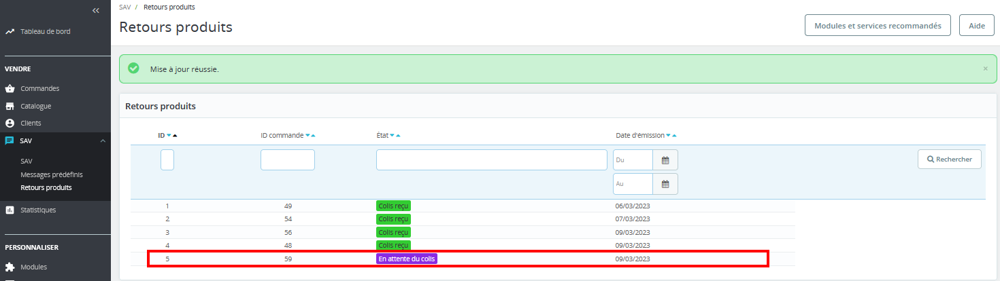 SAV / Retours produits
Retours produits
Modules et services recommandés
Aide
Tableau de bord
VENDRE
Commandes
Catalogue
Clients
SAV
SAV
Messages prédéfinis
Retours produits
Statistiques
PERSONNALISER
Modules
Mise à jour réussie.
×
Retours produits
ID ID commande État Date d'émission
Du
Rechercher
Au
1 49 Colis reçu 06/03/2023
2 54 Colis reçu 07/03/2023
3 56 Colis reçu 09/03/2023
4 48 Colis reçu 09/03/2023
5 59 En attente du colis 09/03/2023